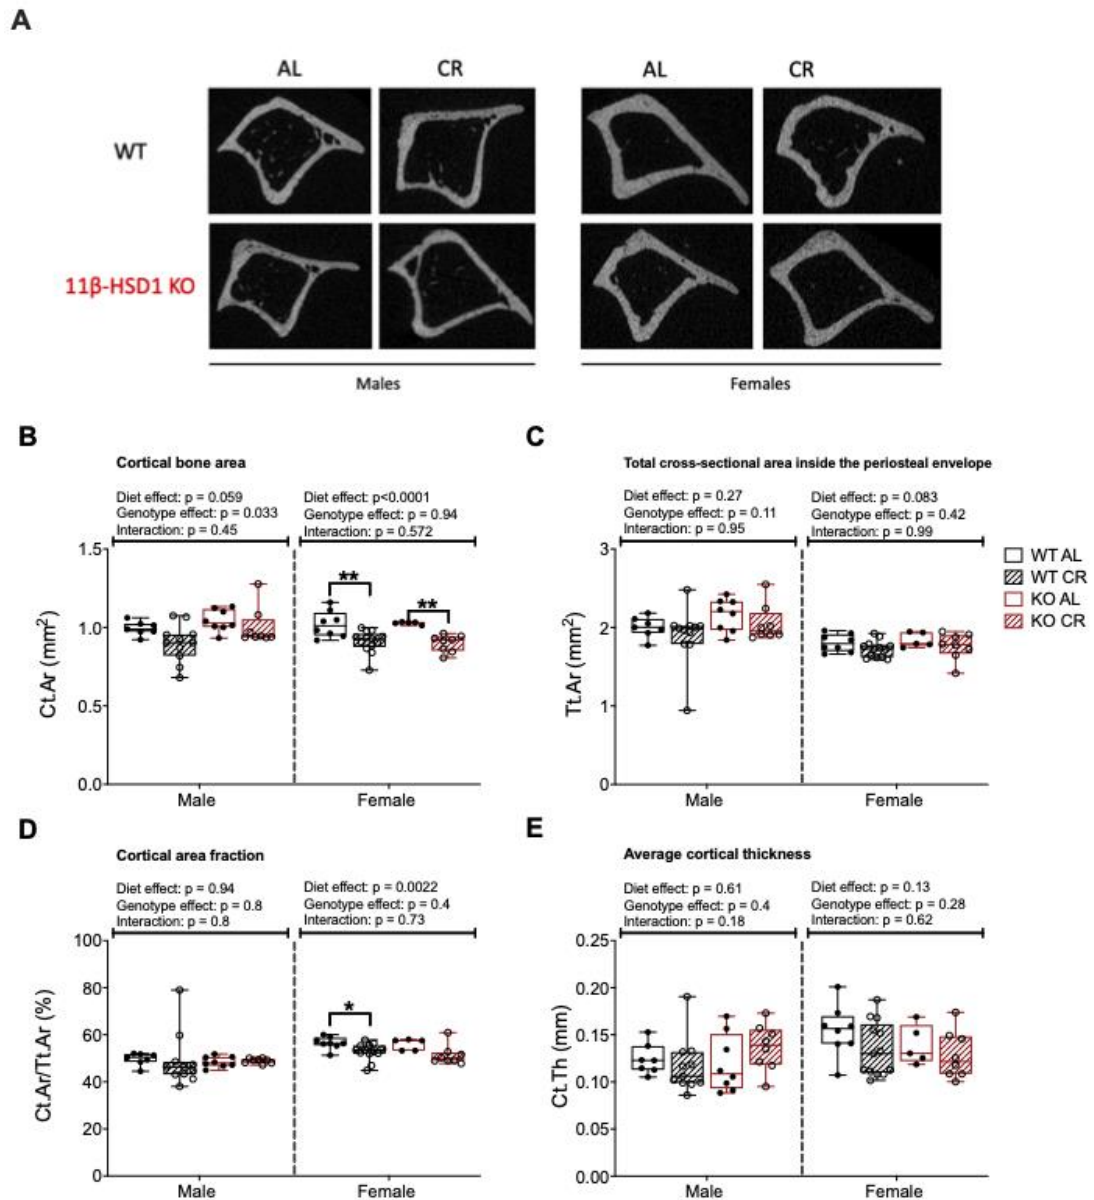 A
AL CR AL CR
WT
11β-HSD1 KO
Males Females
B
Cortical bone area
Diet effect: p = 0.059
Genotype effect: p = 0.033
Interaction: p = 0.45
Diet effect: p<0.0001
Genotype effect: p = 0.94
Interaction: p = 0.572
Ct.Ar (mm²)
1.5
1.0
0.5
0.0
** **
Male Female
C
Total cross-sectional area inside the periosteal envelope
Diet effect: p = 0.27
Genotype effect: p = 0.11
Interaction: p = 0.95
Diet effect: p = 0.083
Genotype effect: p = 0.42
Interaction: p = 0.99
Tt.Ar (mm²)
3
2
1
0
Male Female
WT AL
WT CR
KO AL
KO CR
D
Cortical area fraction
Diet effect: p = 0.94
Genotype effect: p = 0.8
Interaction: p = 0.8
Diet effect: p = 0.0022
Genotype effect: p = 0.4
Interaction: p = 0.73
Ct.Ar/Tt.Ar (%)
100
80
60
40
20
0
*
Male Female
E
Average cortical thickness
Diet effect: p = 0.61
Genotype effect: p = 0.4
Interaction: p = 0.18
Diet effect: p = 0.13
Genotype effect: p = 0.28
Interaction: p = 0.62
Ct.Th (mm)
0.25
0.20
0.15
0.10
0.05
0.00
Male Female